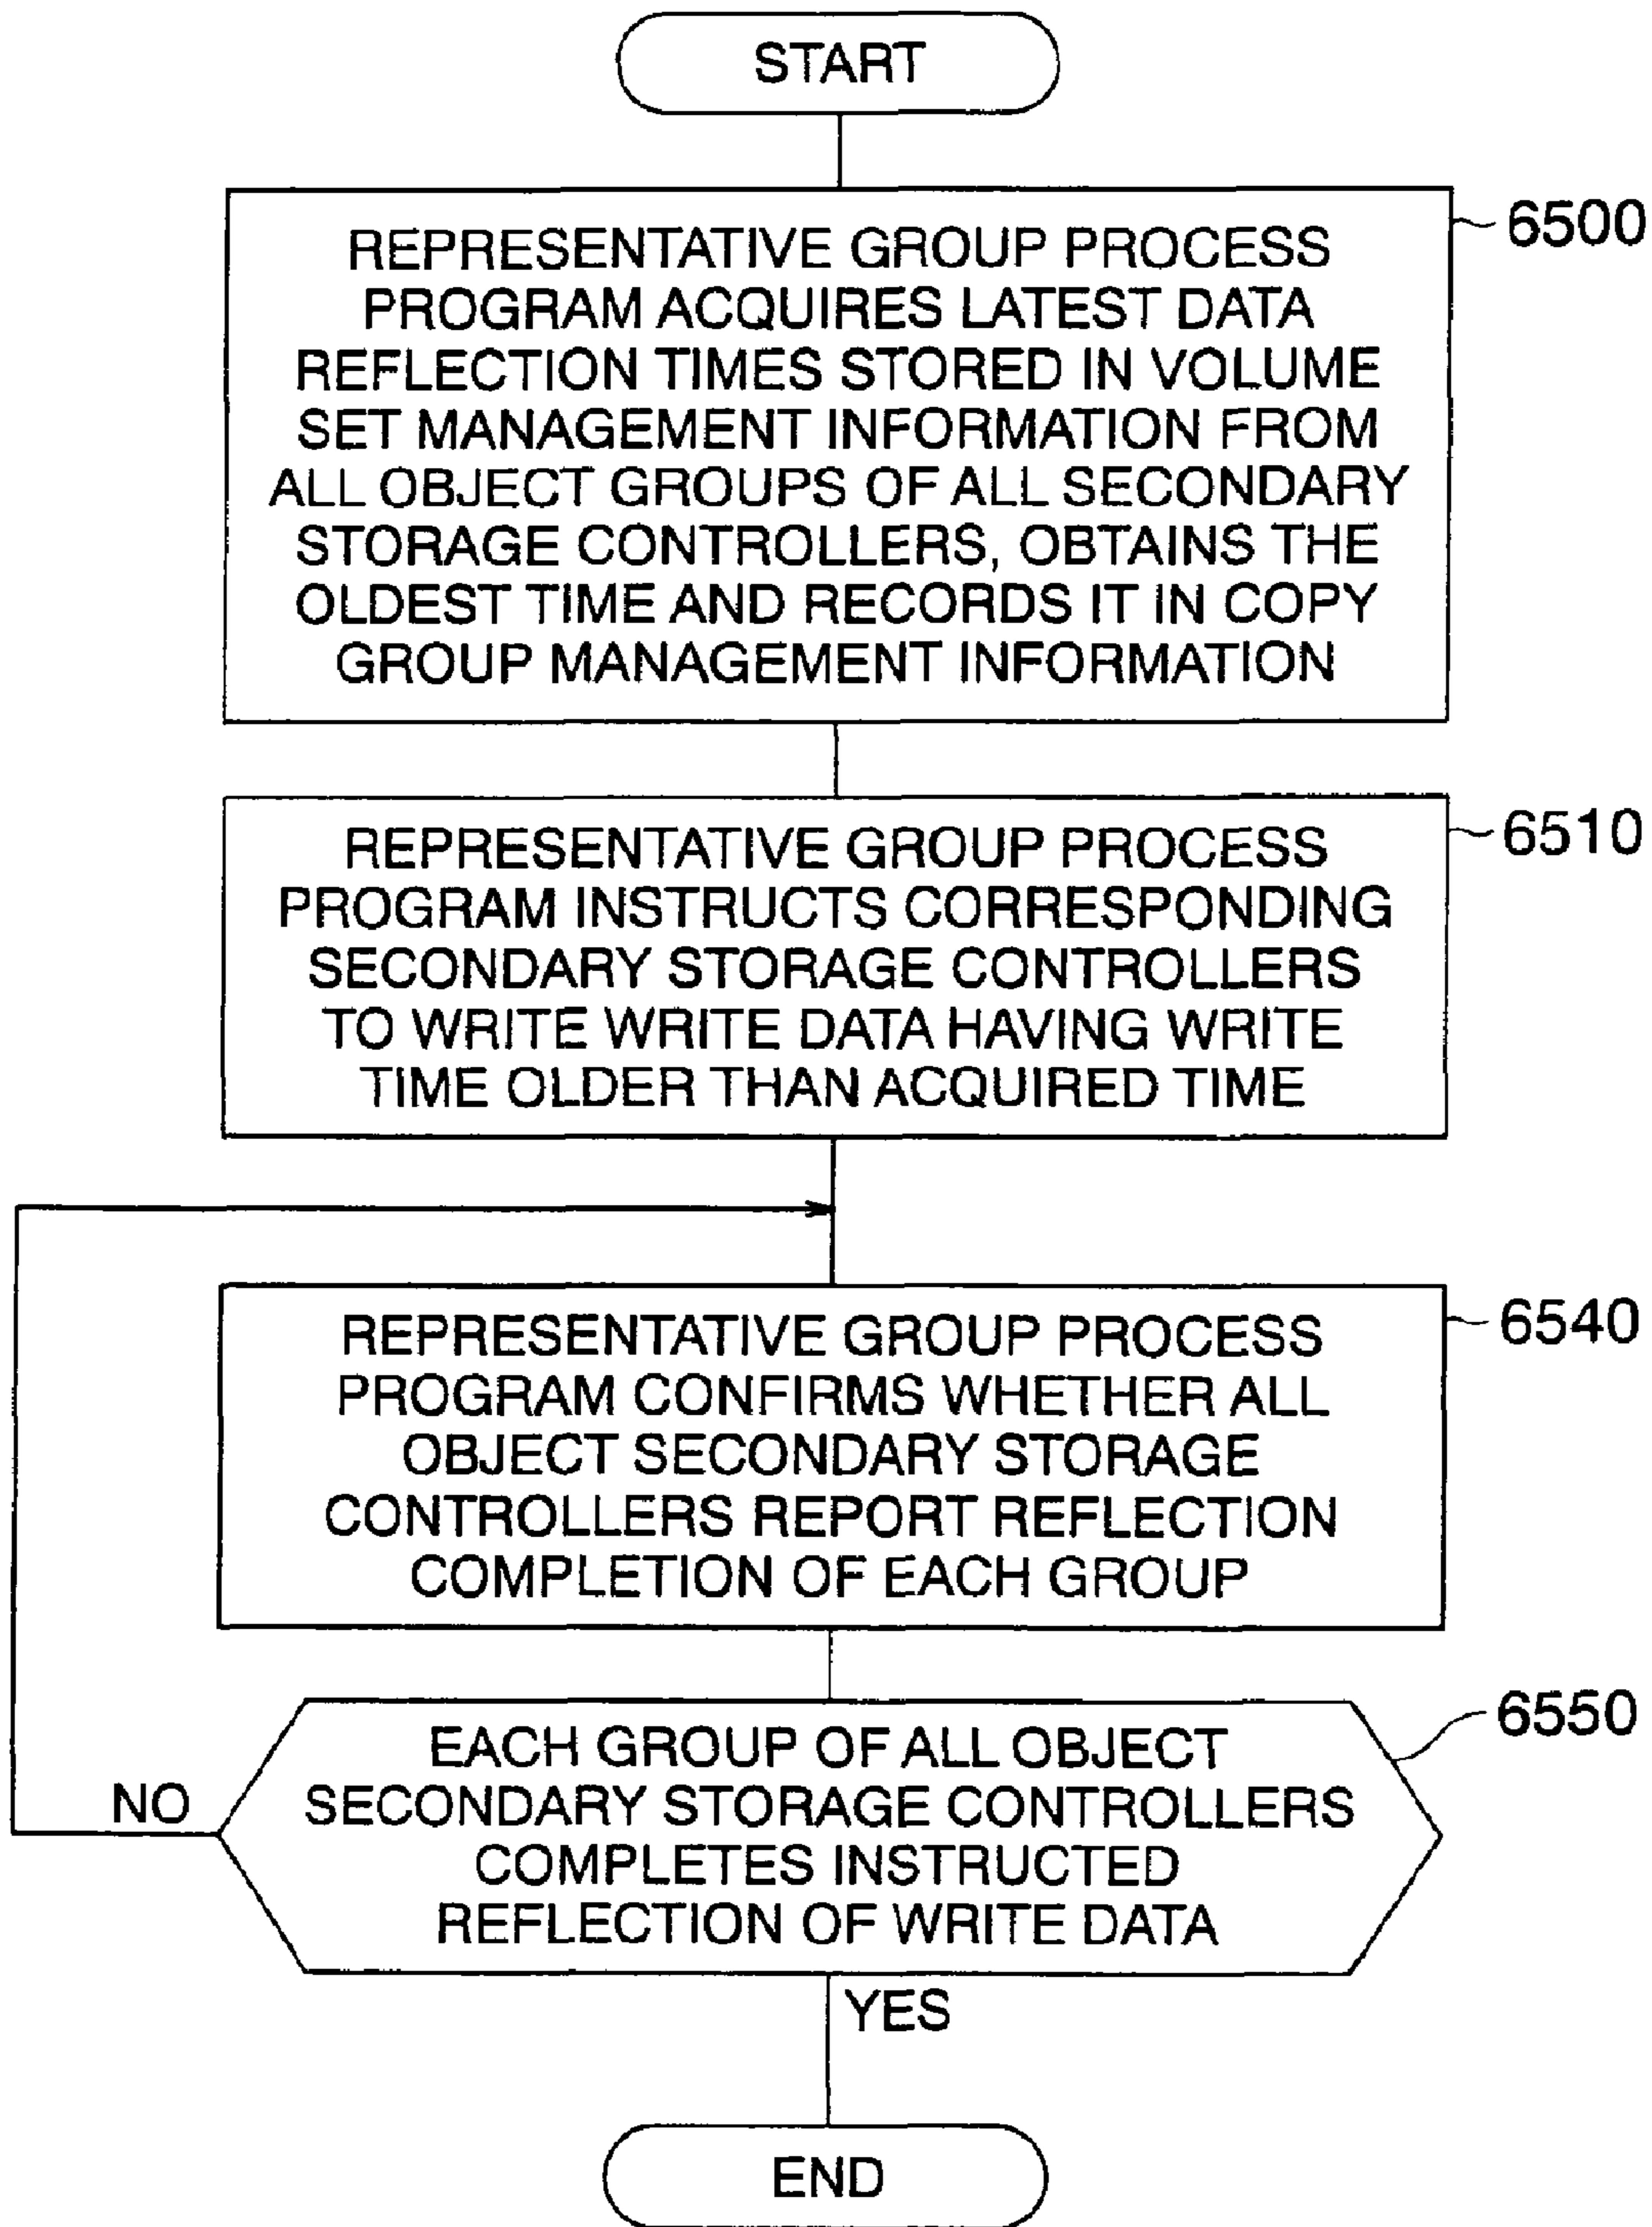 START
6500
REPRESENTATIVE GROUP PROCESS
PROGRAM ACQUIRES LATEST DATA
REFLECTION TIMES STORED IN VOLUME
SET MANAGEMENT INFORMATION FROM
ALL OBJECT GROUPS OF ALL SECONDARY
STORAGE CONTROLLERS, OBTAINS THE
OLDEST TIME AND RECORDS IT IN COPY
GROUP MANAGEMENT INFORMATION
6510
REPRESENTATIVE GROUP PROCESS
PROGRAM INSTRUCTS CORRESPONDING
SECONDARY STORAGE CONTROLLERS
TO WRITE WRITE DATA HAVING WRITE
TIME OLDER THAN ACQUIRED TIME
6540
REPRESENTATIVE GROUP PROCESS
PROGRAM CONFIRMS WHETHER ALL
OBJECT SECONDARY STORAGE
CONTROLLERS REPORT REFLECTION
COMPLETION OF EACH GROUP
6550
EACH GROUP OF ALL OBJECT
SECONDARY STORAGE CONTROLLERS
COMPLETES INSTRUCTED
REFLECTION OF WRITE DATA
NO
YES
END